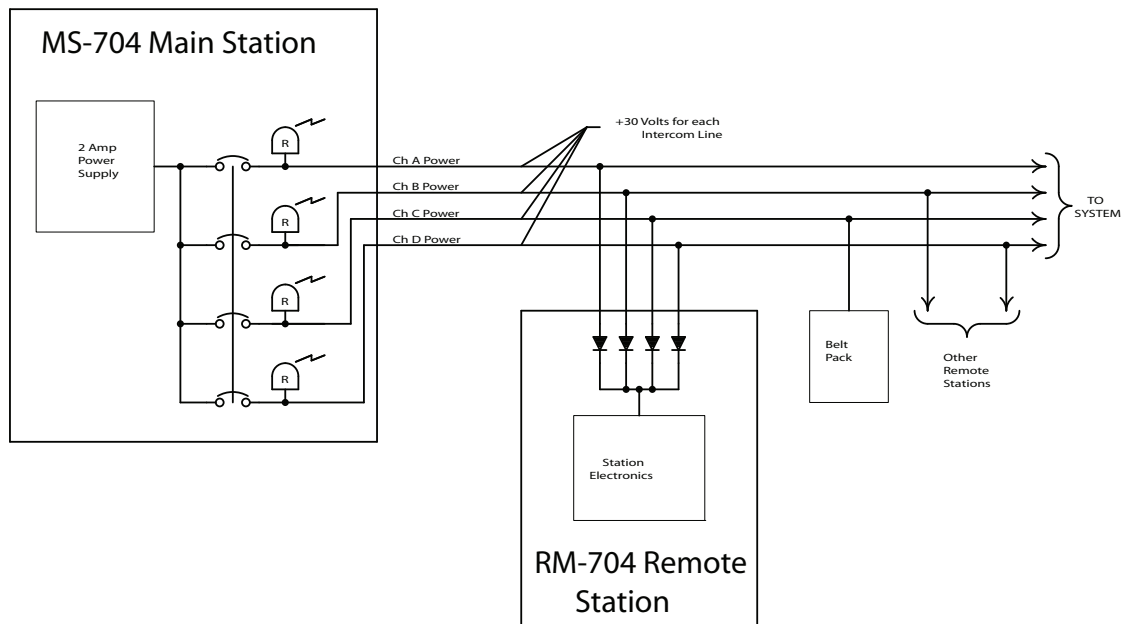 MS-704 Main Station
2 Amp
Power
Supply
R
R
R
R
Ch A Power
Ch B Power
Ch C Power
Ch D Power
+30 Volts for each
Intercom Line
TO
SYSTEM
Belt
Pack
Other
Remote
Stations
Station
Electronics
RM-704 Remote
Station